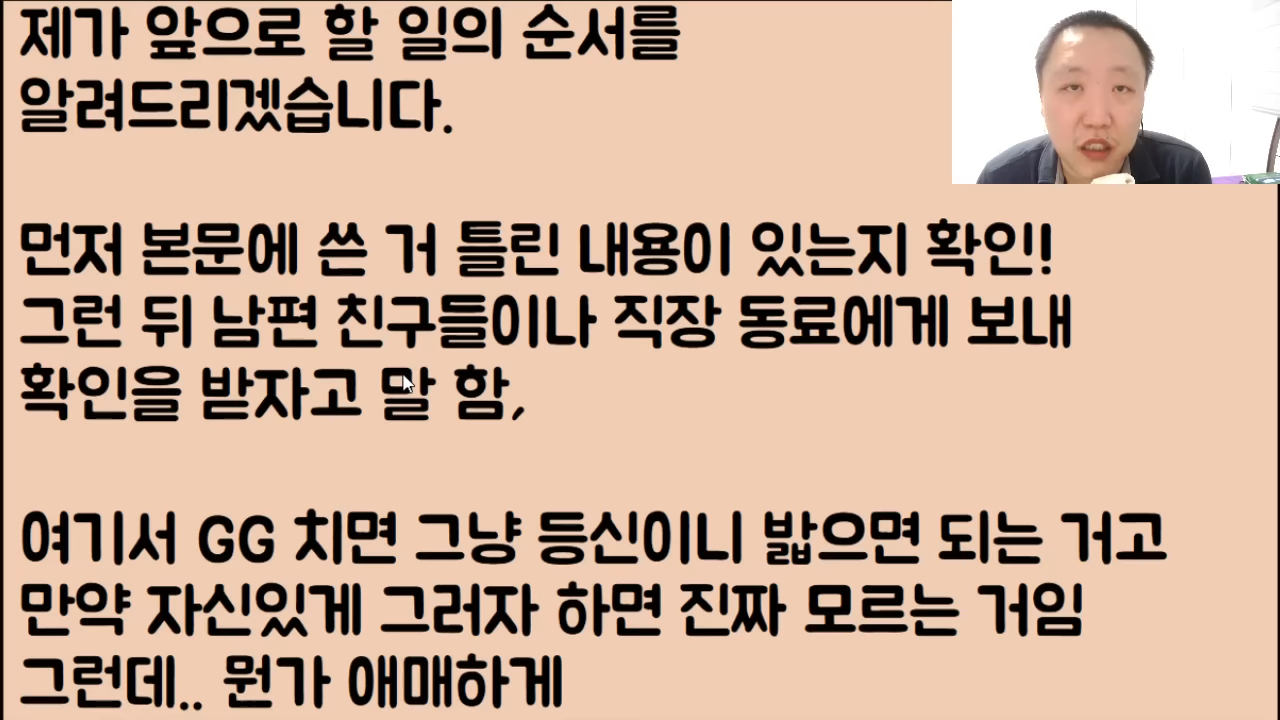 제가 앞으로 할 일의 순서를
알려드리겠습니다.
먼저 본문에 쓴 거 틀린 내용이 있는지 확인!
그런 뒤 남편 친구들이나 직장 동료에게 보내
확인을 받자고 말 함,
여기서 GG 치면 그냥 등신이니 밟으면 되는 거고
만약 자신있게 그러자 하면 진짜 모르는 거임
그런데.. 뭔가 애매하게